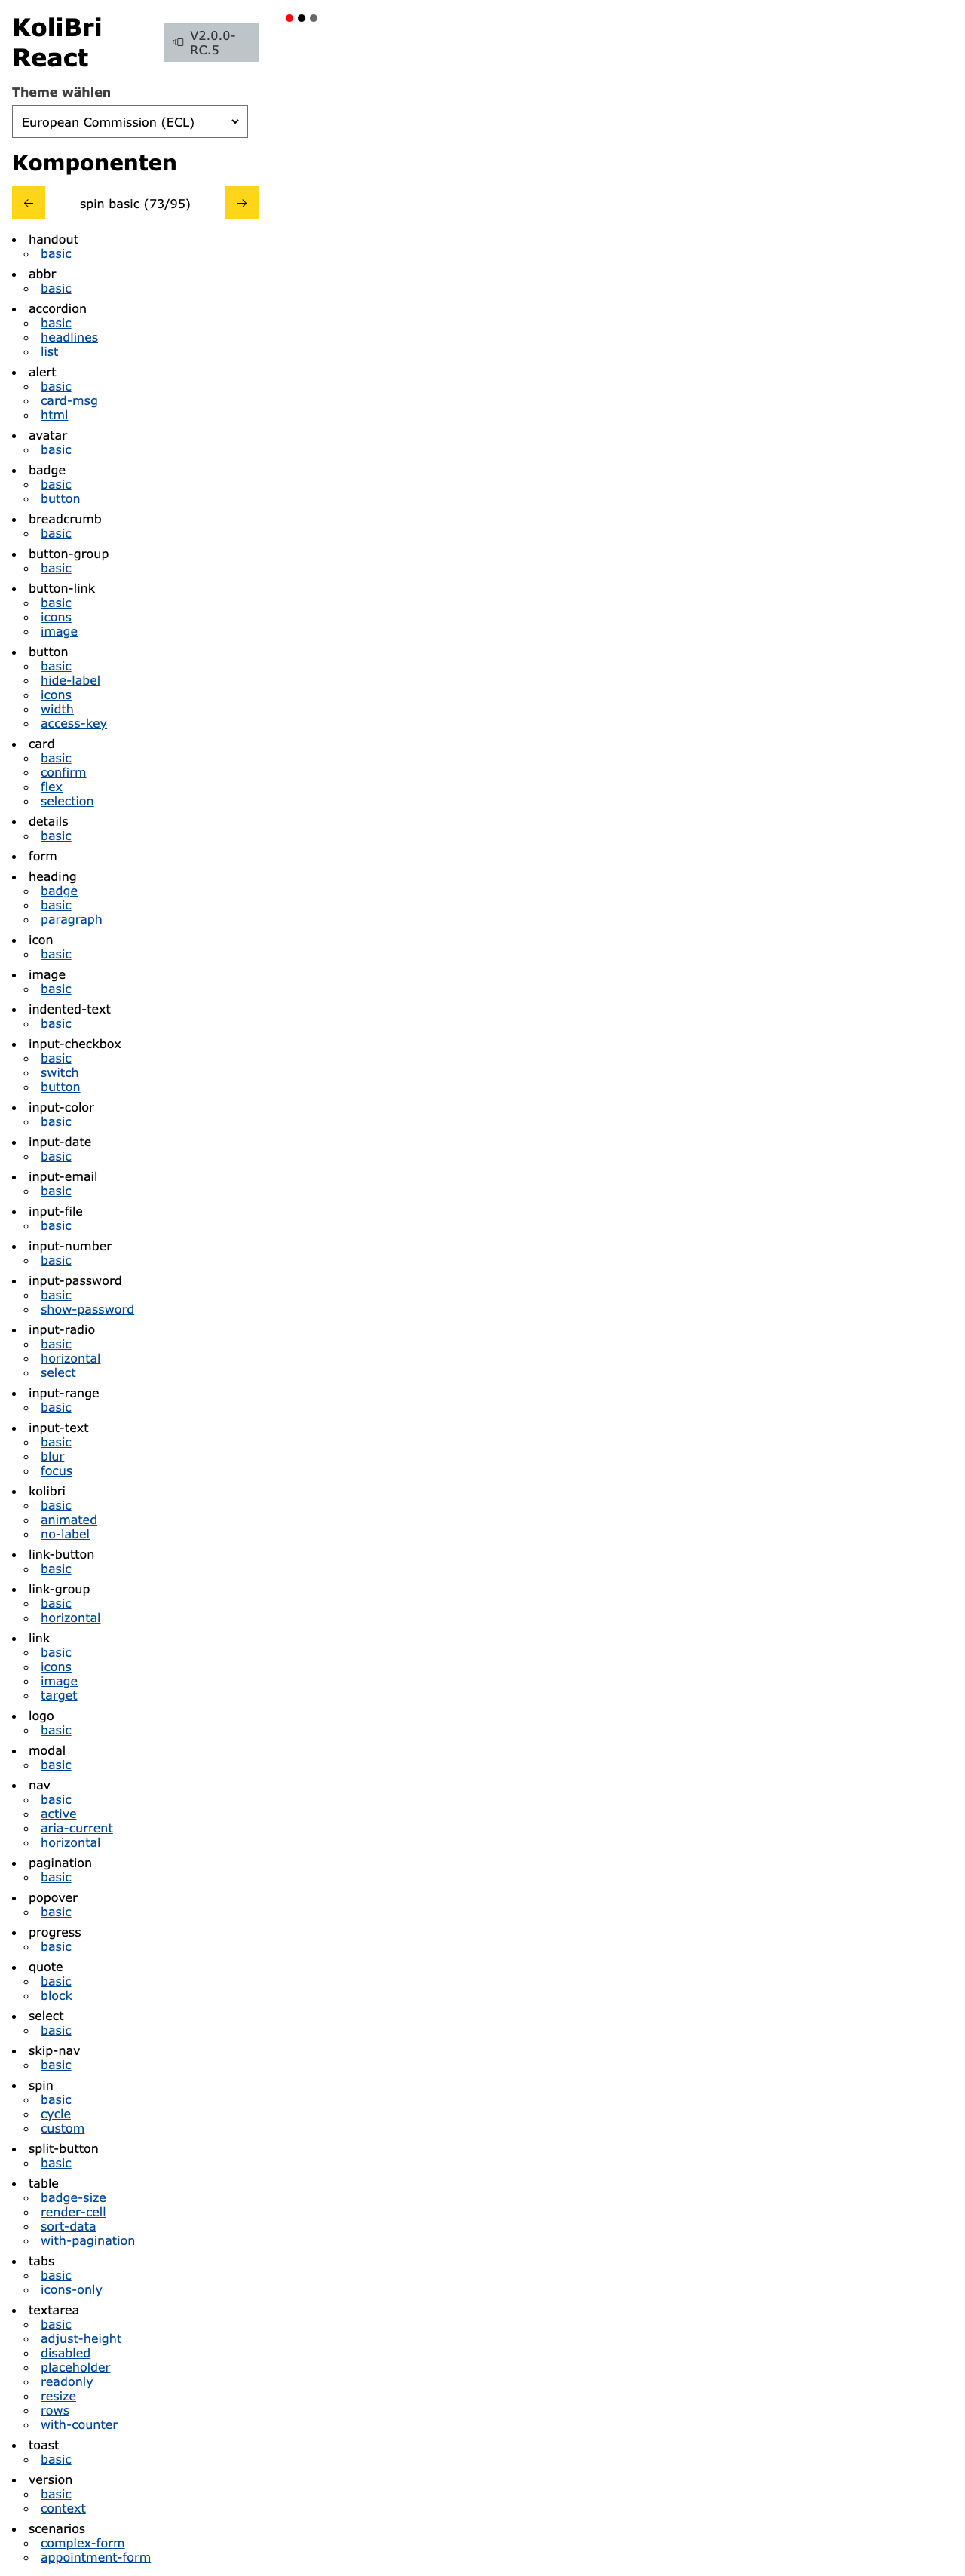 KoliBri
React
V2.0.0-
RC.5
Theme wählen
European Commission (ECL)
Komponenten
spin basic (73/95)
handout
basic
abbr
basic
accordion
basic
headlines
list
alert
basic
card-msg
html
avatar
basic
badge
basic
button
breadcrumb
basic
button-group
basic
button-link
basic
icons
image
button
basic
hide-label
icons
width
access-key
card
basic
confirm
flex
selection
details
basic
form
heading
badge
basic
paragraph
icon
basic
image
basic
indented-text
basic
input-checkbox
basic
switch
button
input-color
basic
input-date
basic
input-email
basic
input-file
basic
input-number
basic
input-password
basic
show-password
input-radio
basic
horizontal
select
input-range
basic
input-text
basic
blur
focus
kolibri
basic
animated
no-label
link-button
basic
link-group
basic
horizontal
link
basic
icons
image
target
logo
basic
modal
basic
nav
basic
active
aria-current
horizontal
pagination
basic
popover
basic
progress
basic
quote
basic
block
select
basic
skip-nav
basic
spin
basic
cycle
custom
split-button
basic
table
badge-size
render-cell
sort-data
with-pagination
tabs
basic
icons-only
textarea
basic
adjust-height
disabled
placeholder
readonly
resize
rows
with-counter
toast
basic
version
basic
context
scenarios
complex-form
appointment-form